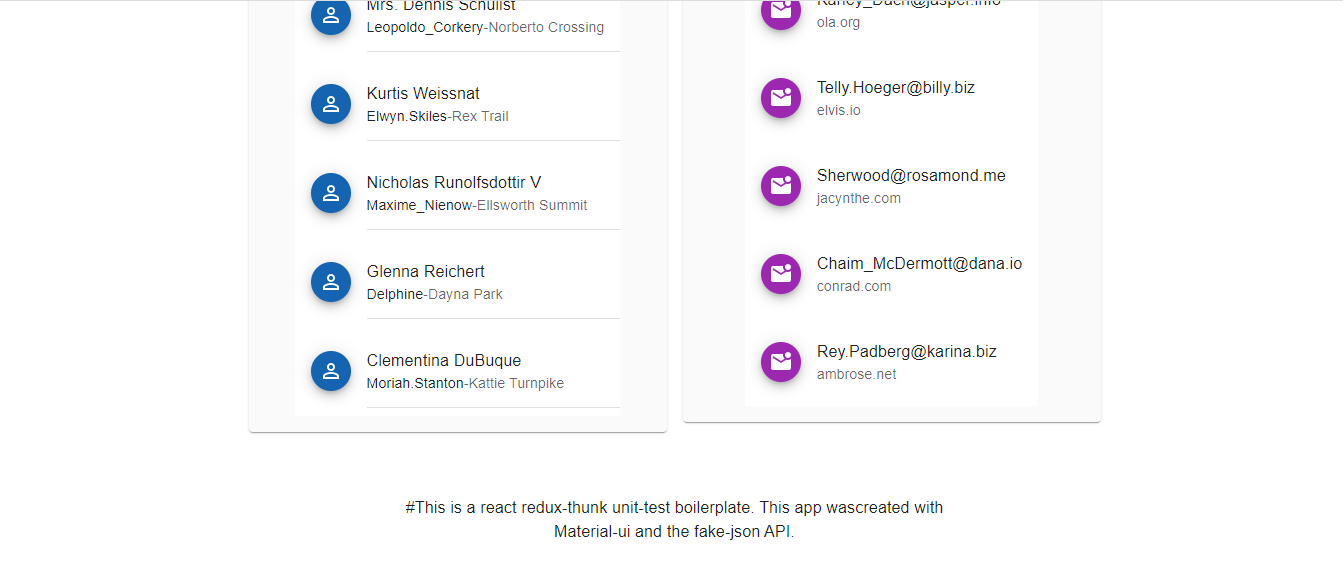 Mrs. Dennis Schulist
Leopoldo_Corkery-Norberto Crossing
Kurtis Weissnat
Elwyn.Skiles-Rex Trail
Nicholas Runolfsdottir V
Maxime_Nienow-Ellsworth Summit
Glenna Reichert
Delphine-Dayna Park
Clementina DuBuque
Moriah.Stanton-Kattie Turnpike
Karley_Dach@jasper.info
ola.org
Telly.Hoeger@billy.biz
elvis.io
Sherwood@rosamond.me
jacynthe.com
Chaim_McDermott@dana.io
conrad.com
Rey.Padberg@karina.biz
ambrose.net
#This is a react redux-thunk unit-test boilerplate. This app wascreated with
Material-ui and the fake-json API.